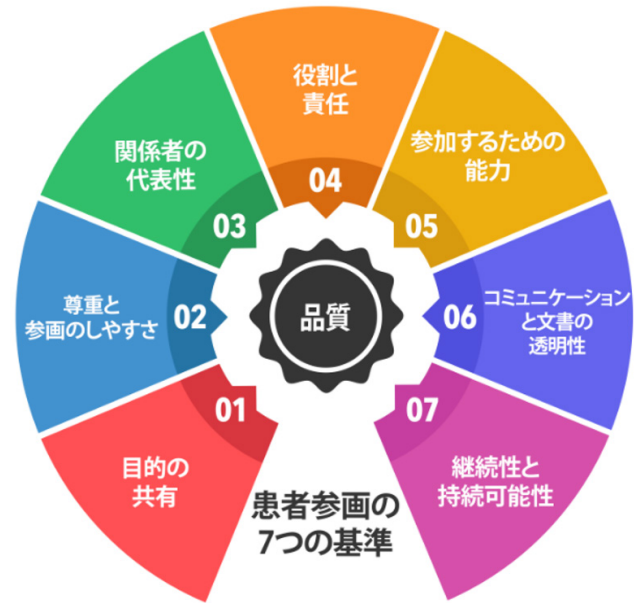 目的の
共有
01
尊重と
参画のしやすさ
02
関係者の
代表性
03
役割と
責任
04
参加するための
能力
05
コミュニケーション
と文書の
透明性
06
継続性と
持続可能性
07
品質
患者参画の
7つの基準